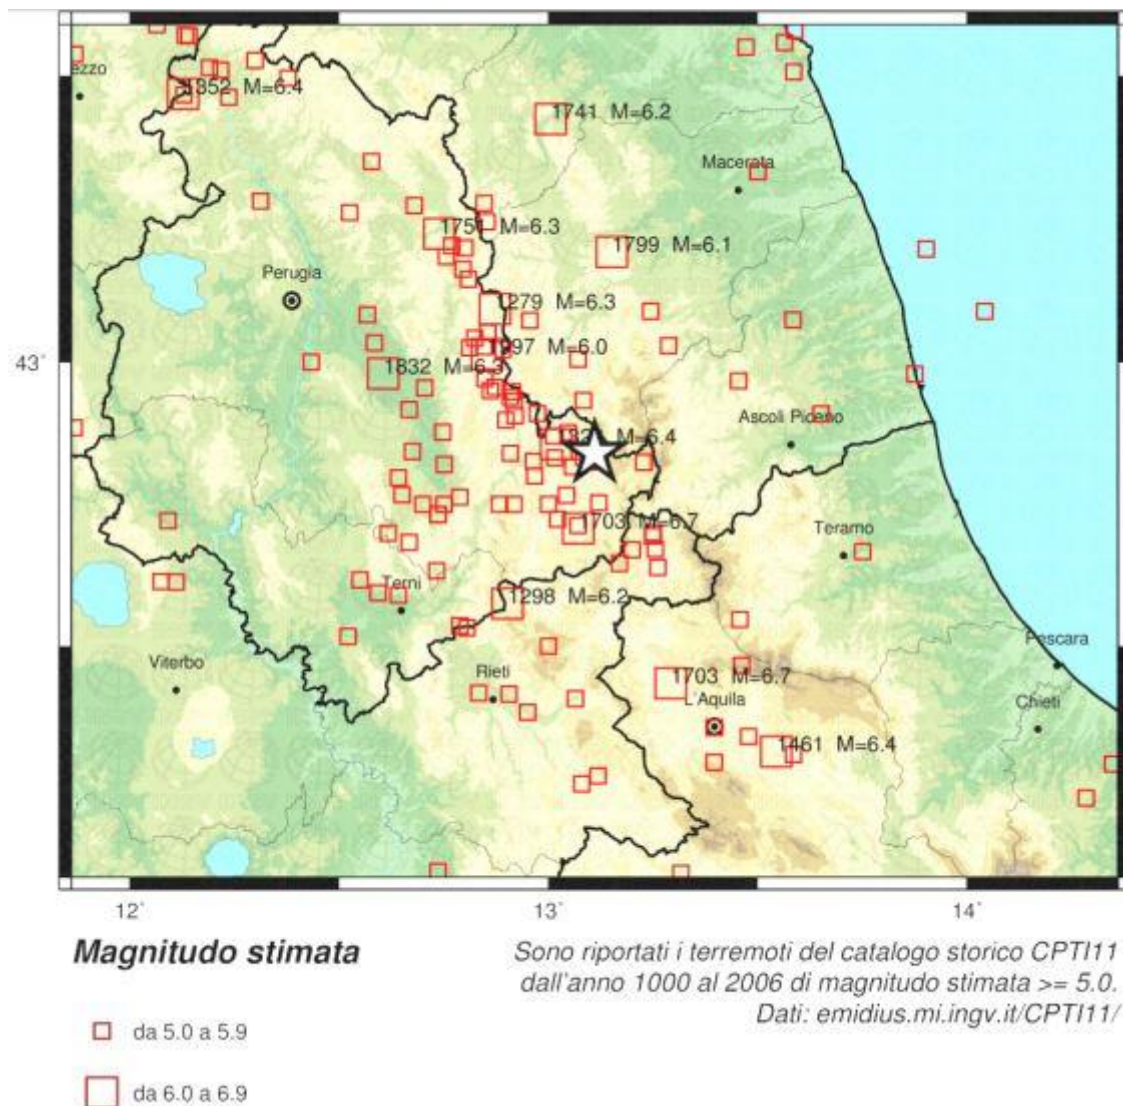 ezzo
1352 M=6.4
1741 M=6.2
Macerata
1751 M=6.3
1799 M=6.1
Perugia
1279 M=6.3
1997 M=6.0
43°
1832 M=6.3
Ascoli Piceno
M=6.4
1703 M=6.7
Teramo
Terni
1298 M=6.2
Pescara
Viterbo
Rieti
1703 M=6.7
L'Aquila
Chieti
1461 M=6.4
12°
13°
14°
Magnitudo stimata
Sono riportati i terremoti del catalogo storico CPTI11
dall'anno 1000 al 2006 di magnitudo stimata >= 5.0.
Dati: emidius.mi.ingv.it/CPTI11/
da 5.0 a 5.9
da 6.0 a 6.9